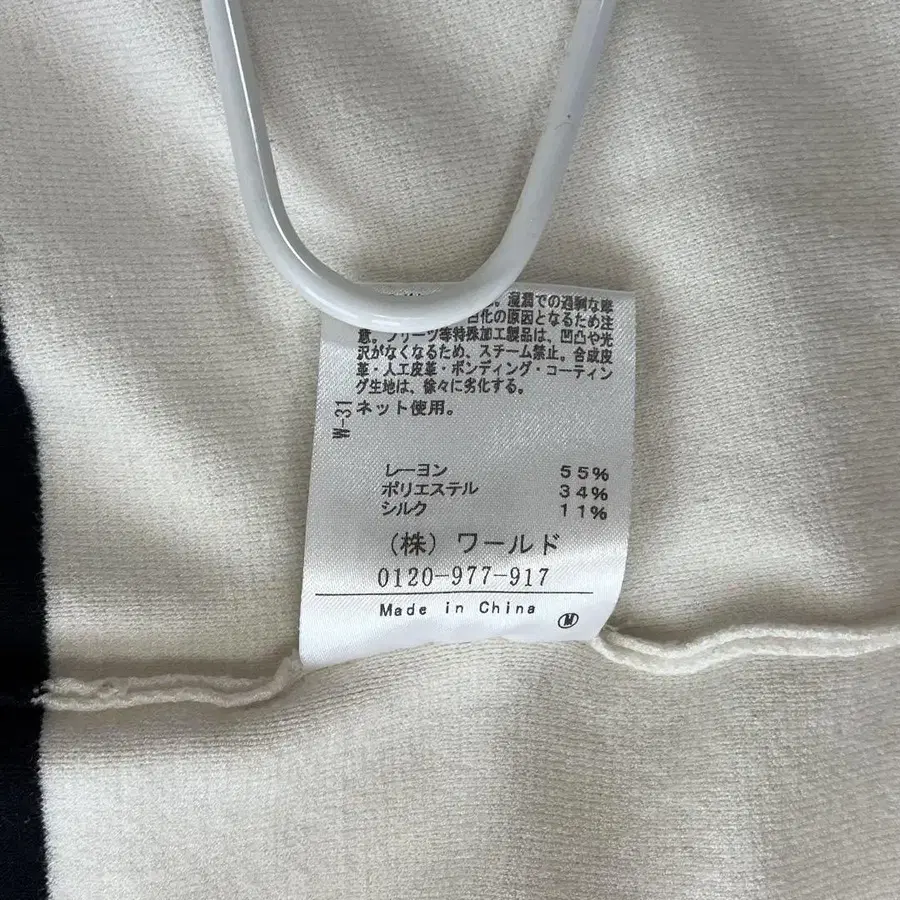 湿潤での過剰な摩
白化の原因となるため注
意。プリーツ等特殊加工製品は、凹凸や光
沢がなくなるため、スチーム禁止。合成皮
革・人工皮革・ボンディング・コーティン
グ生地は、徐々に劣化する。
ネット使用。
W-31
レーヨン 55%
ポリエステル 34%
シルク 11%
(株) ワールド
0120-977-917
Made in China
M